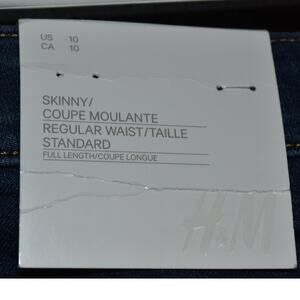 US 10
CA 10
SKINNY/
COUPE MOULANTE
REGULAR WAIST/TAILLE
STANDARD
FULL LENGTH/COUPE LONGUE
H&M